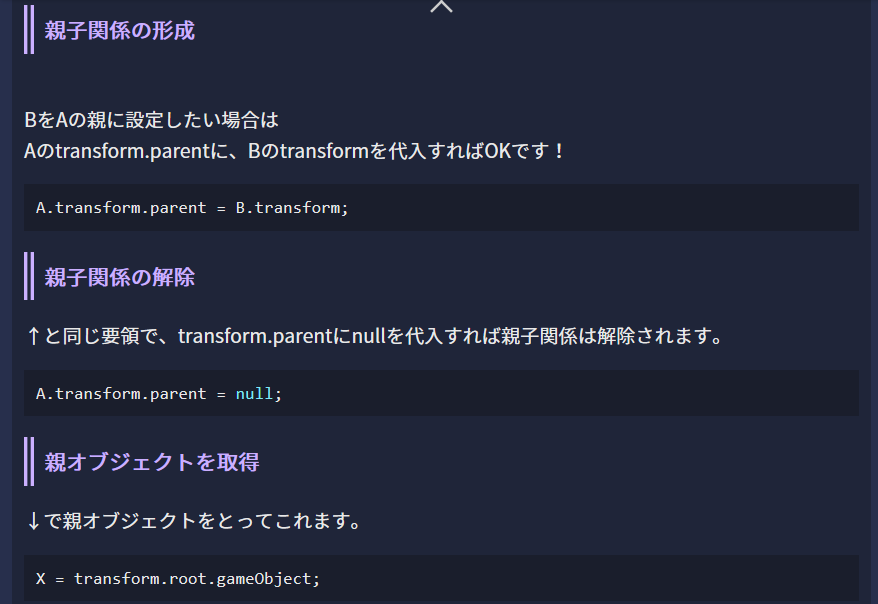 親子関係の形成
BをAの親に設定したい場合は
Aのtransform.parentに、Bのtransformを代入すればOKです！
A.transform.parent = B.transform;
親子関係の解除
↑と同じ要領で、transform.parentにnullを代入すれば親子関係は解除されます。
A.transform.parent = null;
親オブジェクトを取得
↓で親オブジェクトをとってこれます。
X = transform.root.gameObject;